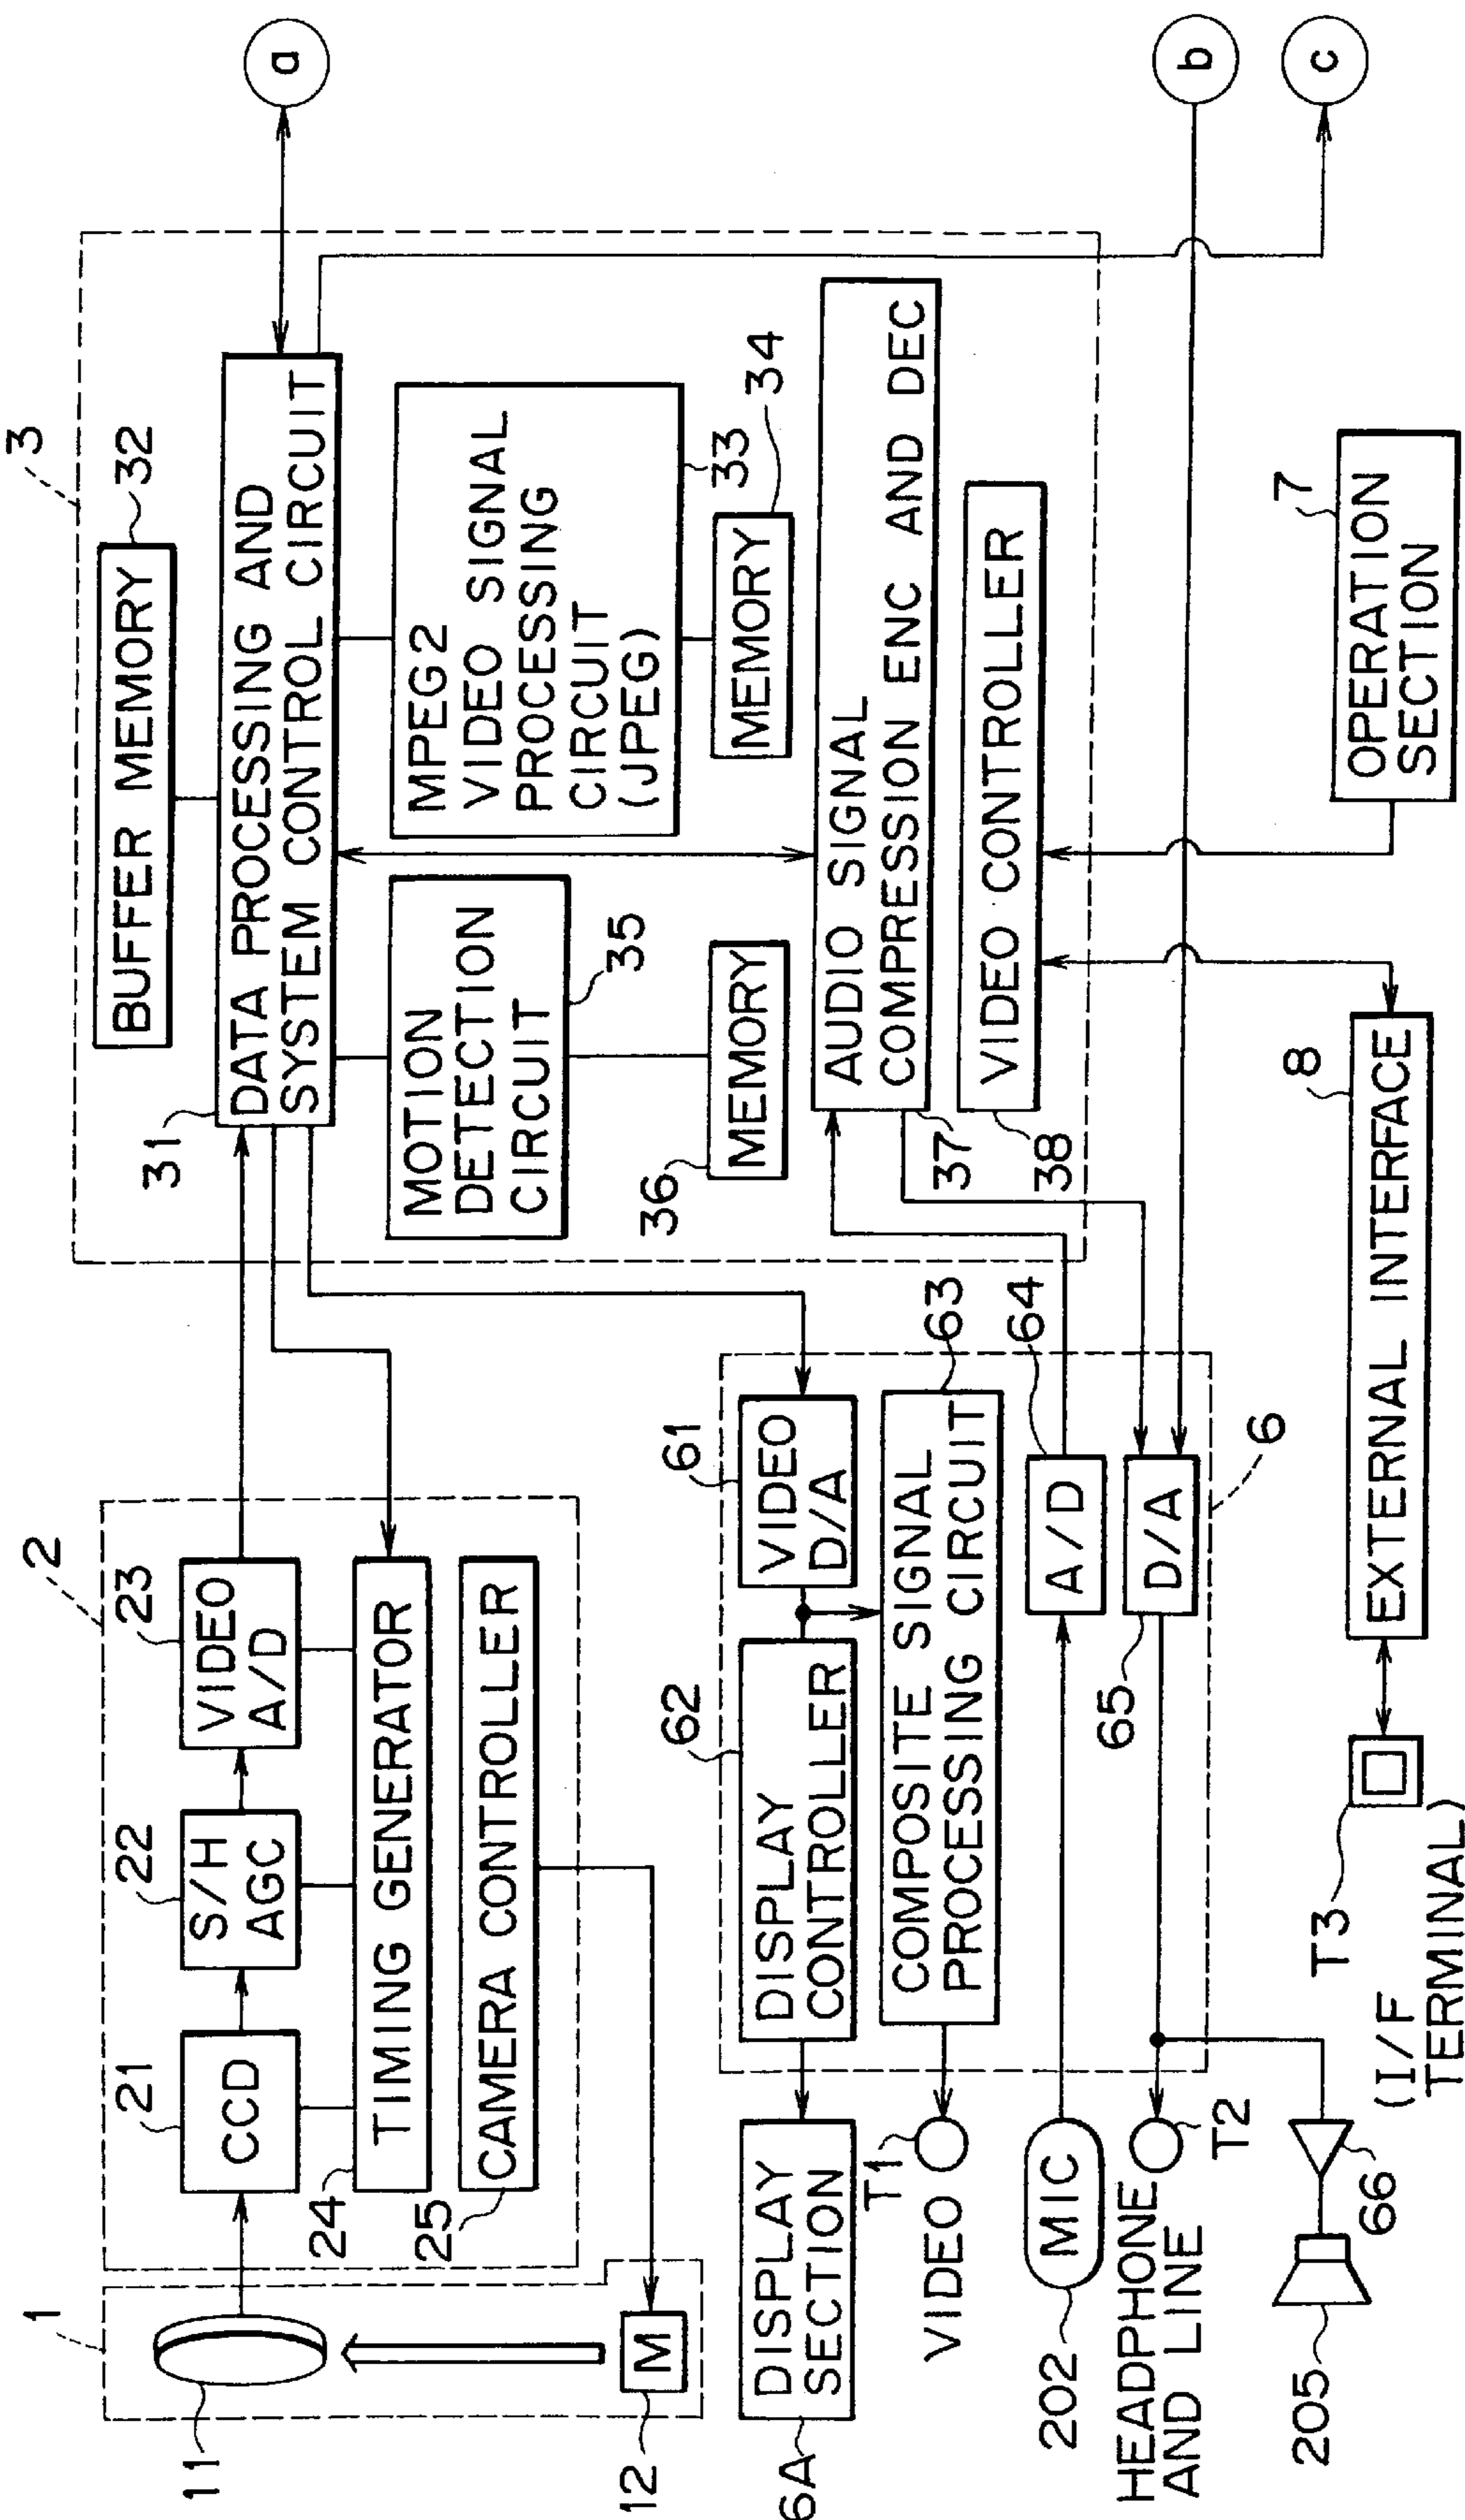 1
11
12
M
2
21
CCD
22
S/H
AGC
23
VIDEO
A/D
24
TIMING GENERATOR
25
CAMERA CONTROLLER
3
31
DATA PROCESSING AND
SYSTEM CONTROL CIRCUIT
BUFFER MEMORY
32
MOTION
DETECTION
CIRCUIT
35
36
MEMORY
MPEG2
VIDEO SIGNAL
PROCESSING
CIRCUIT
(JPEG)
33
MEMORY
34
AUDIO SIGNAL
COMPRESSION ENC AND DEC
37
VIDEO CONTROLLER
38
a
b
c
6A
DISPLAY
SECTION
62
DISPLAY
CONTROLLER
61
VIDEO
D/A
COMPOSITE SIGNAL
PROCESSING CIRCUIT
63
VIDEO
T1
202
MIC
A/D
64
D/A
65
6
HEADPHONE
AND LINE
T2
205
66
T3
(I/F
TERMINAL)
8
EXTERNAL INTERFACE
7
OPERATION
SECTION